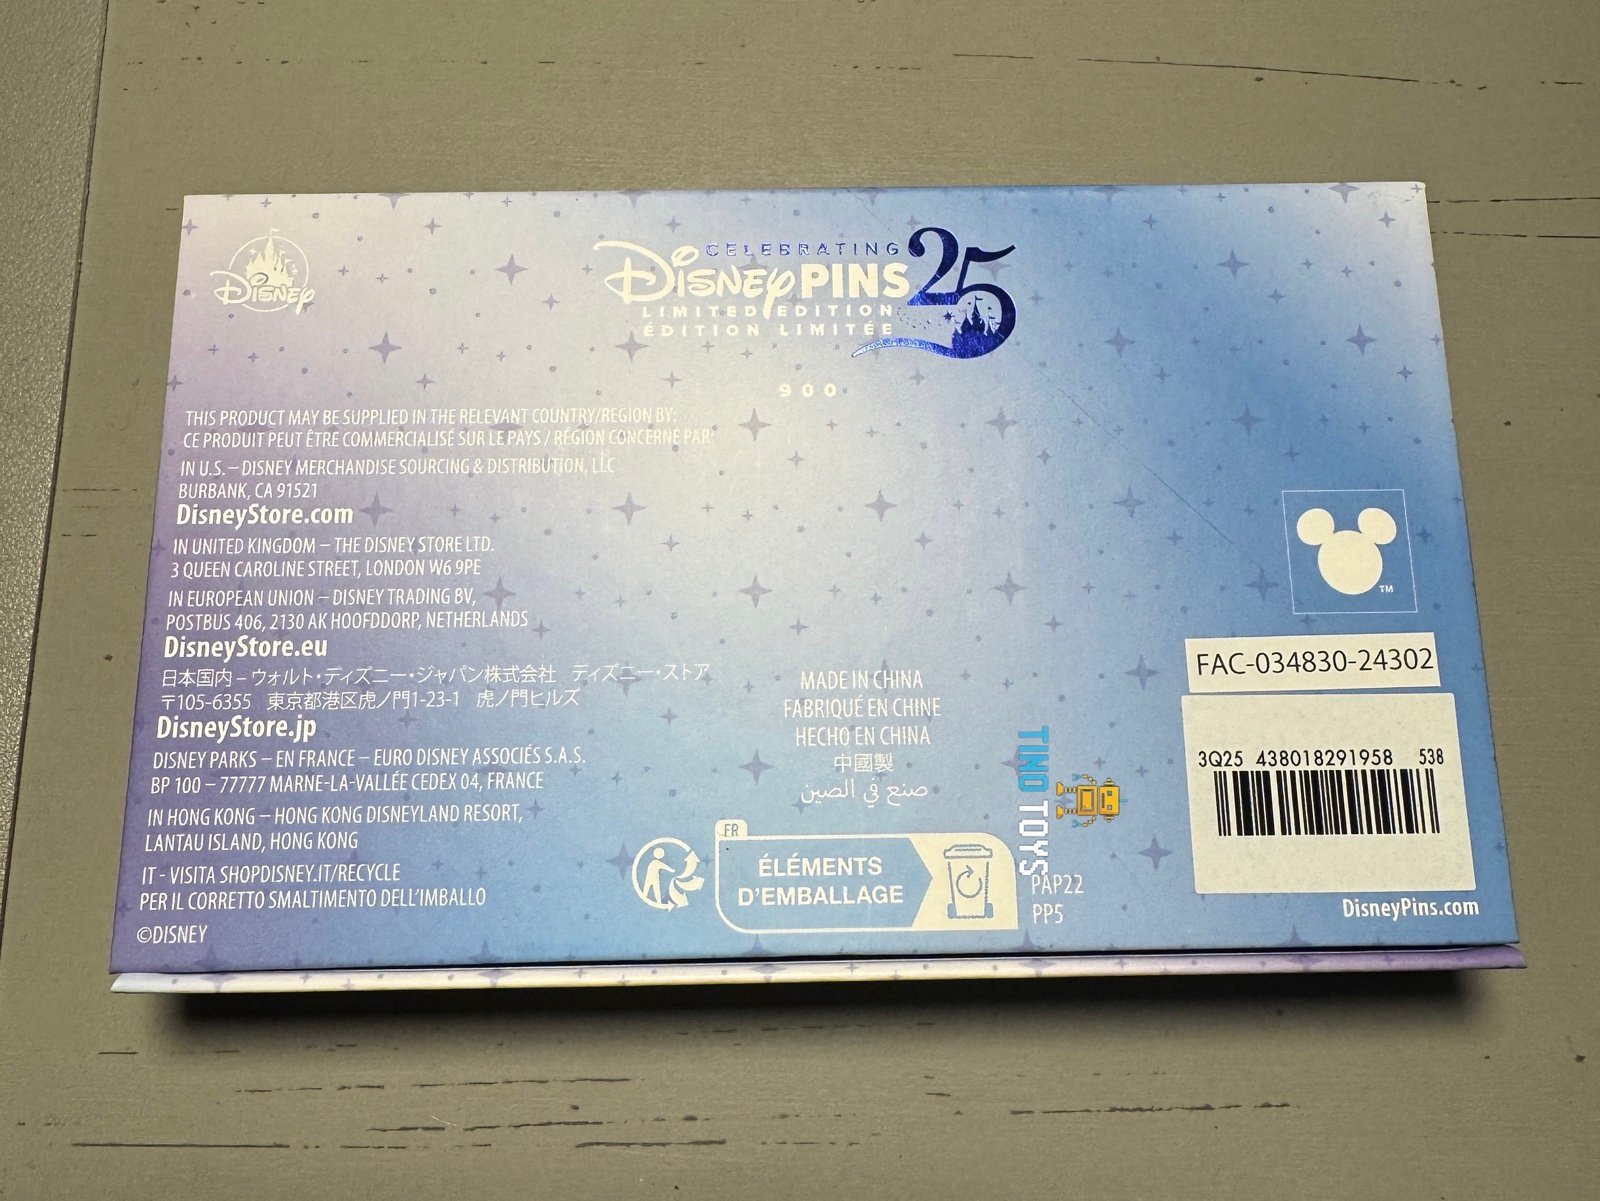 Disney
CELEBRATING
Disney PINS 25
LIMITED EDITION
ÉDITION LIMITÉE
900
THIS PRODUCT MAY BE SUPPLIED IN THE RELEVANT COUNTRY/REGION BY:
CE PRODUIT PEUT ÊTRE COMMERCIALISÉ SUR LE PAYS / RÉGION CONCERNE PAR:
IN U.S. – DISNEY MERCHANDISE SOURCING & DISTRIBUTION, LLC
BURBANK, CA 91521
DisneyStore.com
IN UNITED KINGDOM – THE DISNEY STORE LTD.
3 QUEEN CAROLINE STREET, LONDON W6 9PE
IN EUROPEAN UNION – DISNEY TRADING BV,
POSTBUS 406, 2130 AK HOOFDDORP, NETHERLANDS
DisneyStore.eu
日本国内 – ウォルト・ディズニー・ジャパン株式会社 ディズニー・ストア
〒105-6355 東京都港区虎ノ門1-23-1 虎ノ門ヒルズ
DisneyStore.jp
DISNEY PARKS – EN FRANCE – EURO DISNEY ASSOCIÉS S.A.S.
BP 100 – 77777 MARNE-LA-VALLÉE CEDEX 04, FRANCE
IN HONG KONG – HONG KONG DISNEYLAND RESORT,
LANTAU ISLAND, HONG KONG
IT - VISITA SHOPDISNEY.IT/RECYCLE
PER IL CORRETTO SMALTIMENTO DELL'IMBALLO
©DISNEY
MADE IN CHINA
FABRIQUÉ EN CHINE
HECHO EN CHINA
中國製
صنع في الصين
FR
ÉLÉMENTS
D'EMBALLAGE
TINO TOYS
PAP22
PP5
TM
FAC-034830-24302
3Q25 438018291958 538
DisneyPins.com